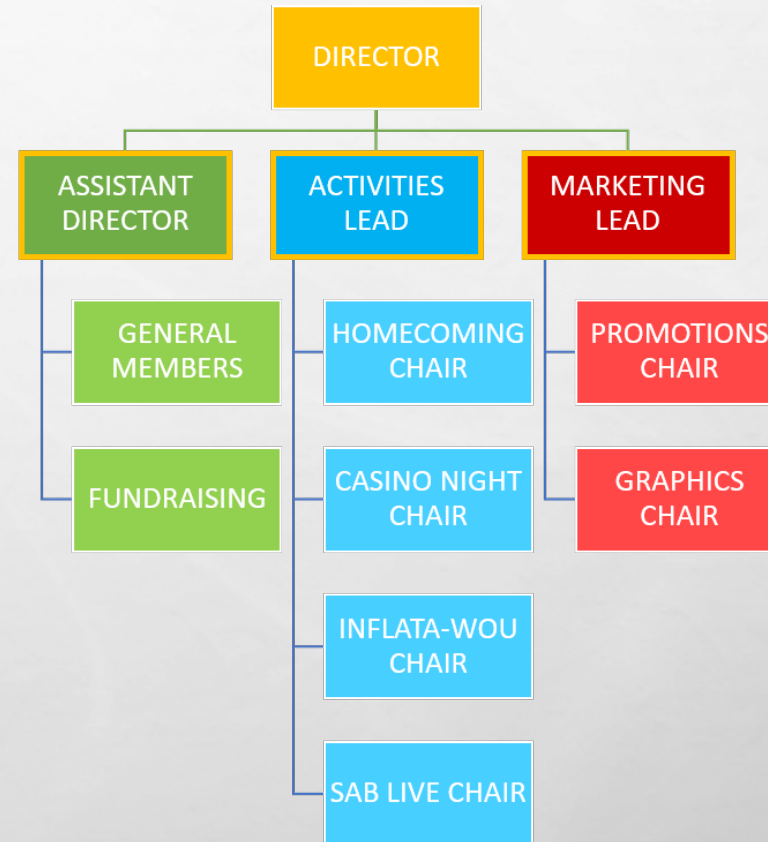 DIRECTOR
ASSISTANT
DIRECTOR
ACTIVITIES
LEAD
MARKETING
LEAD
GENERAL
MEMBERS
HOMECOMING
CHAIR
PROMOTIONS
CHAIR
FUNDRAISING
CASINO NIGHT
CHAIR
GRAPHICS
CHAIR
INFLATA-WOU
CHAIR
SAB LIVE CHAIR